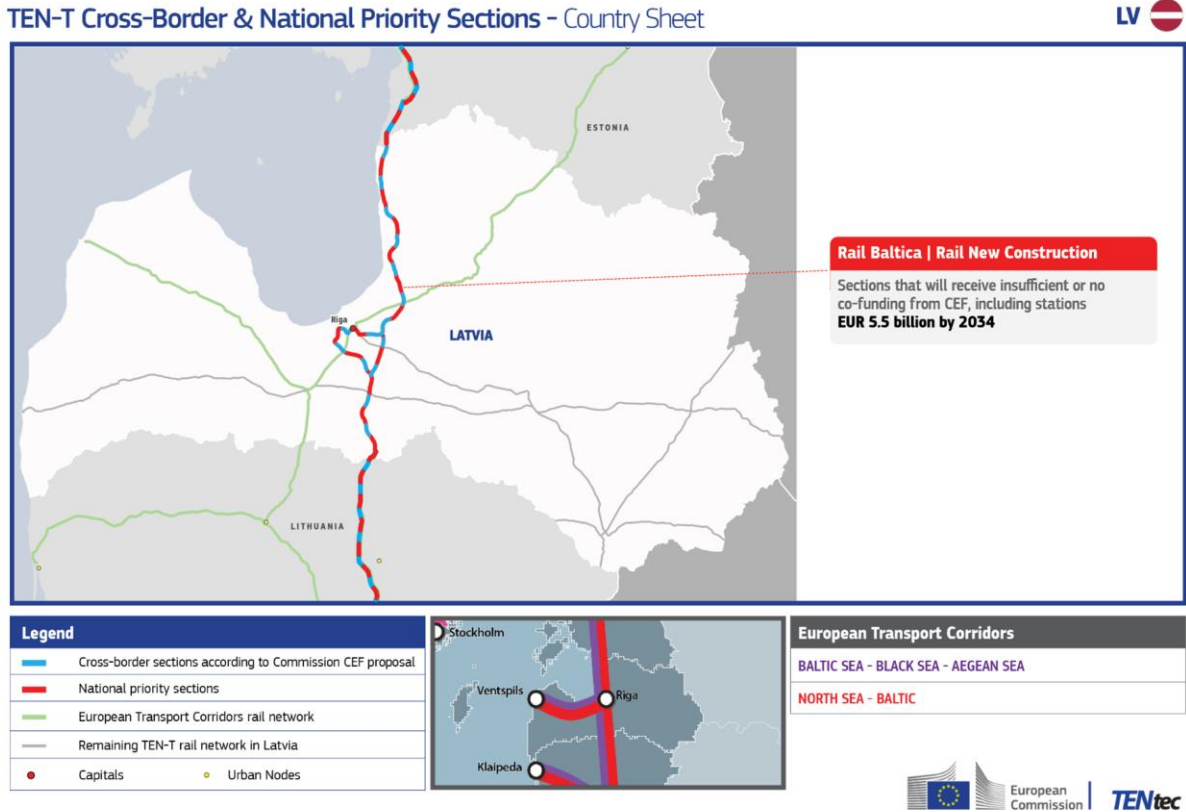 TEN-T Cross-Border & National Priority Sections - Country Sheet
LV
ESTONIA
Riga
LATVIA
LITHUANIA
Rail Baltica | Rail New Construction
Sections that will receive insufficient or no
co-funding from CEF, including stations
EUR 5.5 billion by 2034
Legend
Cross-border sections according to Commission CEF proposal
National priority sections
European Transport Corridors rail network
Remaining TEN-T rail network in Latvia
Capitals
Urban Nodes
Stockholm
Ventspils
Riga
Klaipeda
European Transport Corridors
BALTIC SEA - BLACK SEA - AEGEAN SEA
NORTH SEA - BALTIC
European
Commission
TENtec